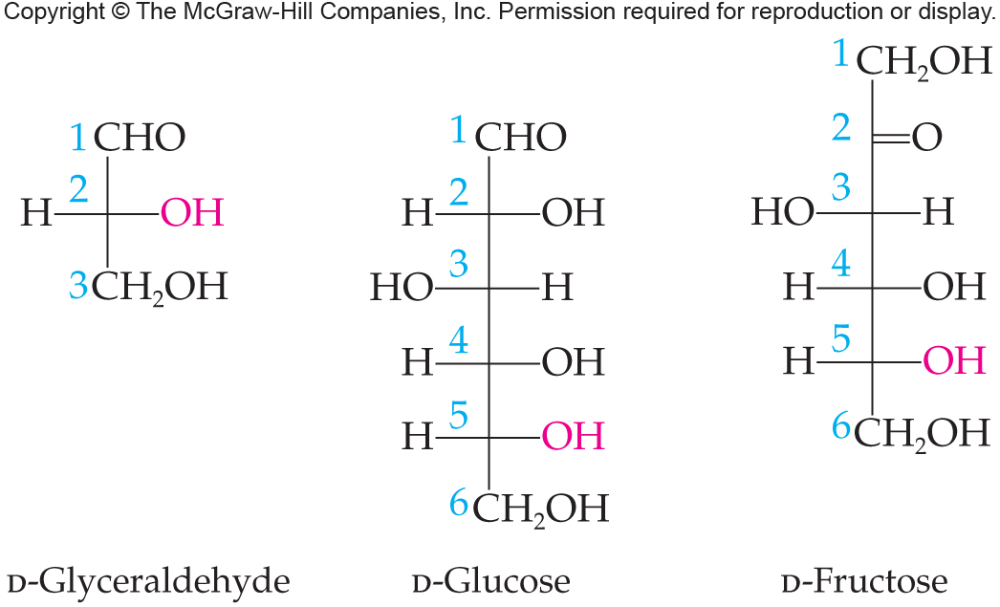 Copyright © The McGraw-Hill Companies, Inc. Permission required for reproduction or display.
1 CHO
2
H OH
3 CH₂OH
D-Glyceraldehyde
1 CHO
2
H OH
3
HO H
4
H OH
5
H OH
6 CH₂OH
D-Glucose
1 CH₂OH
2 O
3
HO H
4
H OH
5
H OH
6 CH₂OH
D-Fructose